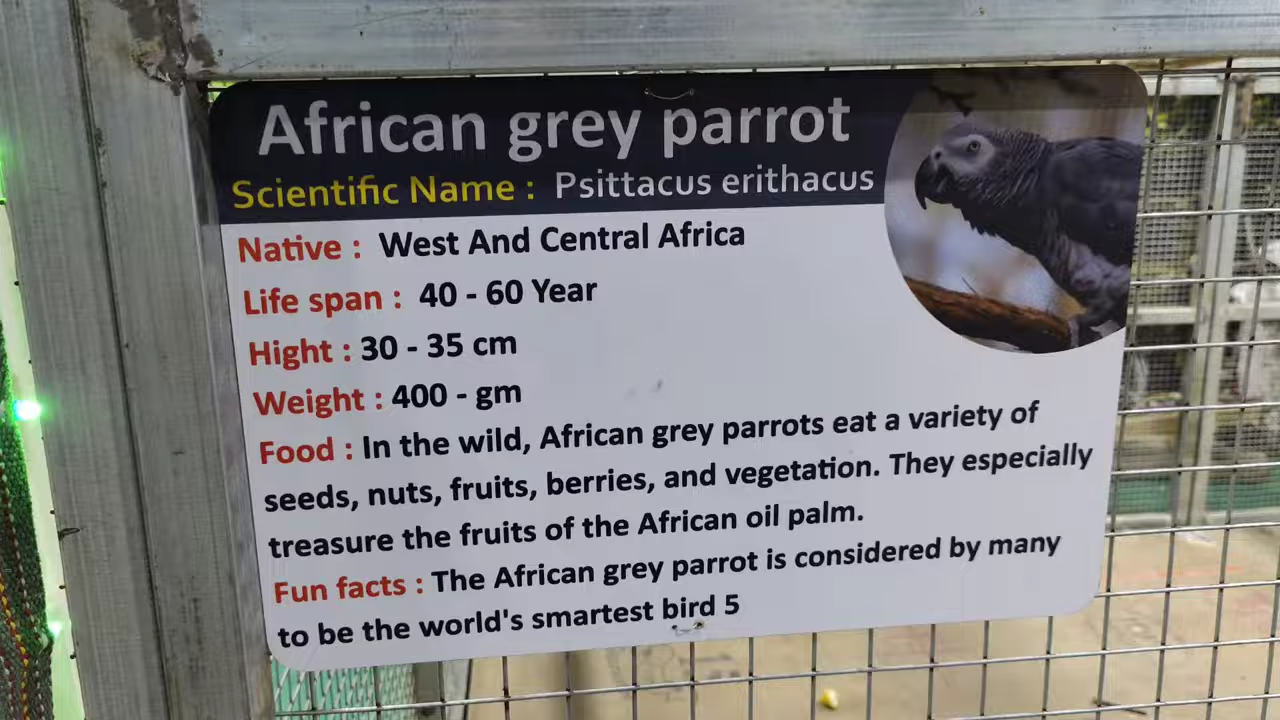 African grey parrot
Scientific Name : Psittacus erithacus
Native : West And Central Africa
Life span : 40 - 60 Year
Hight : 30 - 35 cm
Weight : 400 - gm
Food : In the wild, African grey parrots eat a variety of
seeds, nuts, fruits, berries, and vegetation. They especially
treasure the fruits of the African oil palm.
Fun facts : The African grey parrot is considered by many
to be the world's smartest bird 5